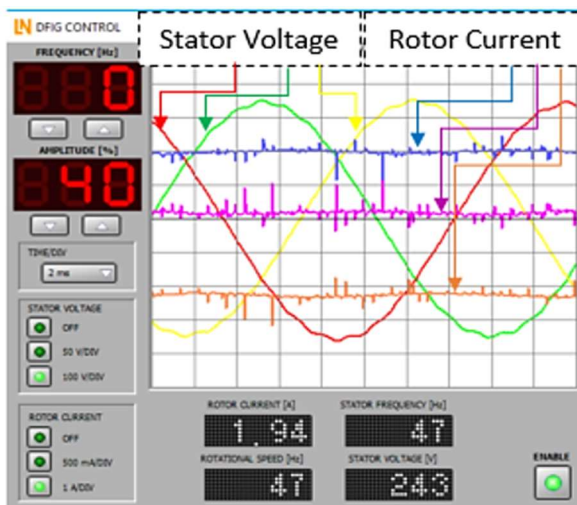 LN DFIG CONTROL
Stator Voltage
Rotor Current
FREQUENCY [Hz]
0
AMPLITUDE [%]
40
TIME/DIV
2 ms
STATOR VOLTAGE
OFF
50 V/DIV
100 V/DIV
ROTOR CURRENT
OFF
500 mA/DIV
1 A/DIV
ROTOR CURRENT [A]
1.94
STATOR FREQUENCY [Hz]
47
ROTATIONAL SPEED [Hz]
47
STATOR VOLTAGE [V]
243
ENABLE